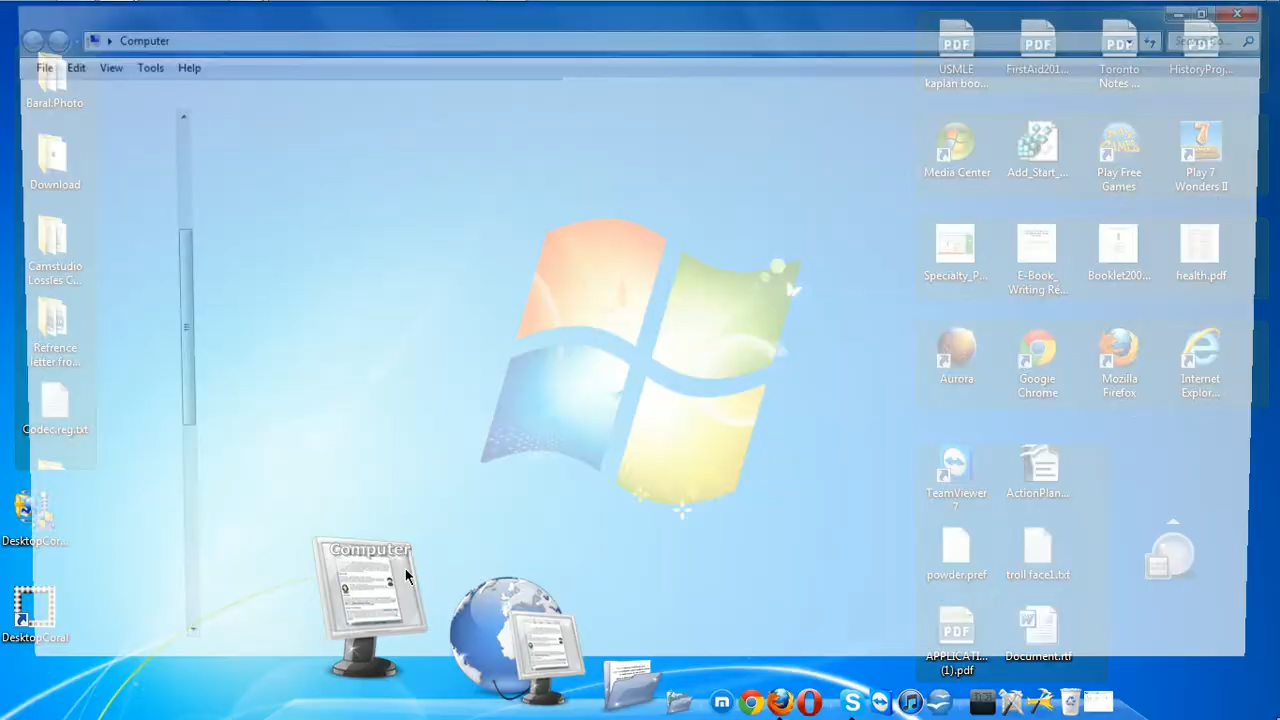 Computer
File Edit View Tools Help
Baral.Photo
Download
Camstudio
Lossles C...
Refrence
letter fro...
Codec.reg.txt
DesktopCor...
DesktopCoral
PDF PDF PDF PDF
USMLE
kaplan boo...
FirstAid201...
Toronto
Notes ...
HistoryProj...
Media Center
Add_Start_...
Play Free
Games
Play 7
Wonders II
Specialty_P...
E-Book_
Writing Re...
Booklet200...
health.pdf
Aurora
Google
Chrome
Mozilla
Firefox
Internet
Explor...
TeamViewer
7
ActionPlan...
powder.pref
troll face1.txt
PDF
APPLICATI...
(1).pdf
Document.rtf
Computer